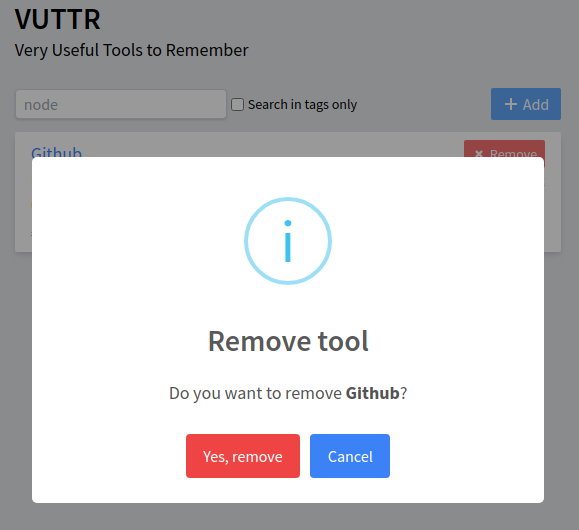 VUTTR
Very Useful Tools to Remember
node
Search in tags only
+ Add
Github
✖ Remove
i
Remove tool
Do you want to remove Github?
Yes, remove
Cancel